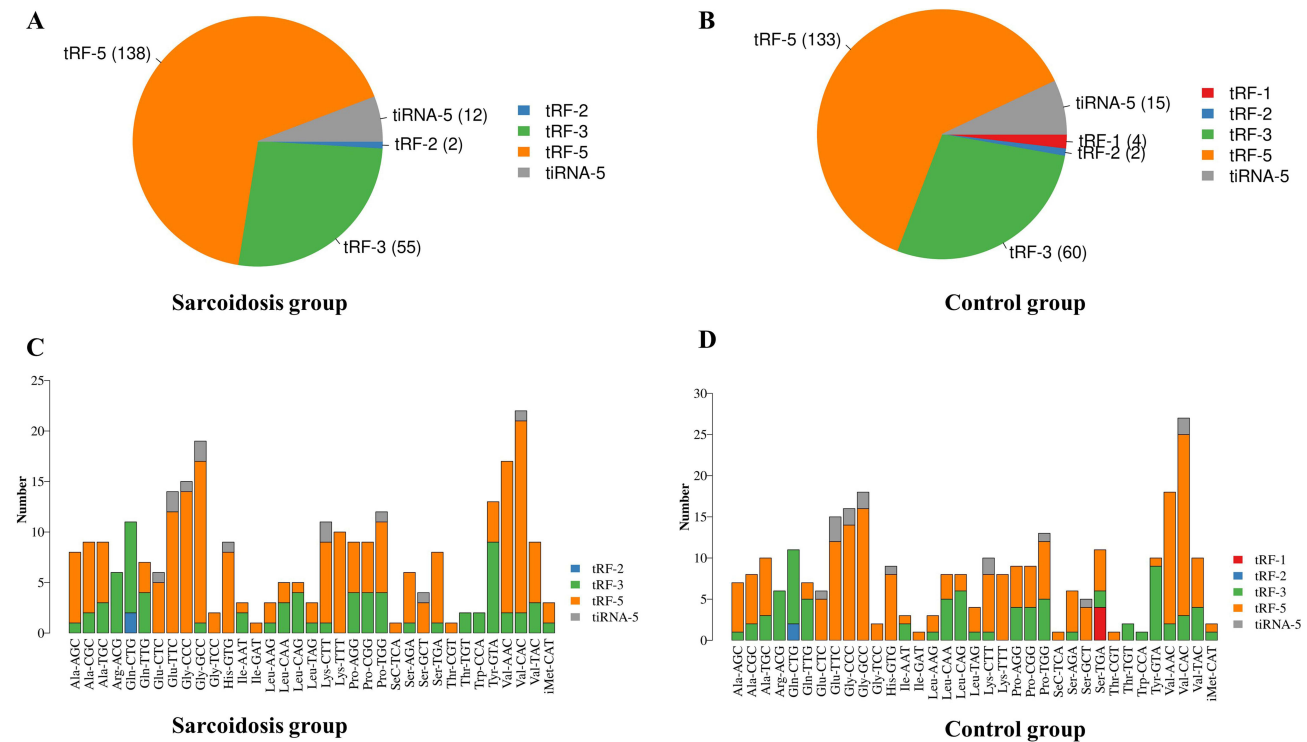 A
tRF-5 (138)
tiRNA-5 (12)
tRF-2 (2)
tRF-3 (55)
tRF-2
tRF-3
tRF-5
tiRNA-5
Sarcoidosis group
B
tRF-5 (133)
tiRNA-5 (15)
tRF-1 (4)
tRF-2 (2)
tRF-3 (60)
tRF-1
tRF-2
tRF-3
tRF-5
tiRNA-5
Control group
C
Number
25
20
15
10
5
0
Ala-AGC
Ala-CGC
Ala-TGC
Arg-ACG
Gln-CTG
Gln-TTG
Glu-CTC
Glu-TTC
Gly-CCC
Gly-GCC
Gly-TCC
His-GTG
Ile-AAT
Ile-GAT
Leu-AAG
Leu-CAA
Leu-CAG
Leu-TAG
Lys-CTT
Lys-TTT
Pro-AGG
Pro-CGG
Pro-TGG
SeC-TCA
Ser-AGA
Ser-GCT
Ser-TGA
Thr-CGT
Thr-TGT
Trp-CCA
Tyr-GTA
Val-AAC
Val-CAC
Val-TAC
iMet-CAT
tRF-2
tRF-3
tRF-5
tiRNA-5
Sarcoidosis group
D
Number
30
25
20
15
10
5
0
Ala-AGC
Ala-CGC
Ala-TGC
Arg-ACG
Gln-CTG
Gln-TTG
Glu-CTC
Glu-TTC
Gly-CCC
Gly-GCC
Gly-TCC
His-GTG
Ile-AAT
Ile-GAT
Leu-AAG
Leu-CAA
Leu-CAG
Leu-TAG
Lys-CTT
Lys-TTT
Pro-AGG
Pro-CGG
Pro-TGG
SeC-TCA
Ser-AGA
Ser-GCT
Ser-TGA
Thr-CGT
Thr-TGT
Trp-CCA
Tyr-GTA
Val-AAC
Val-CAC
Val-TAC
iMet-CAT
tRF-1
tRF-2
tRF-3
tRF-5
tiRNA-5
Control group